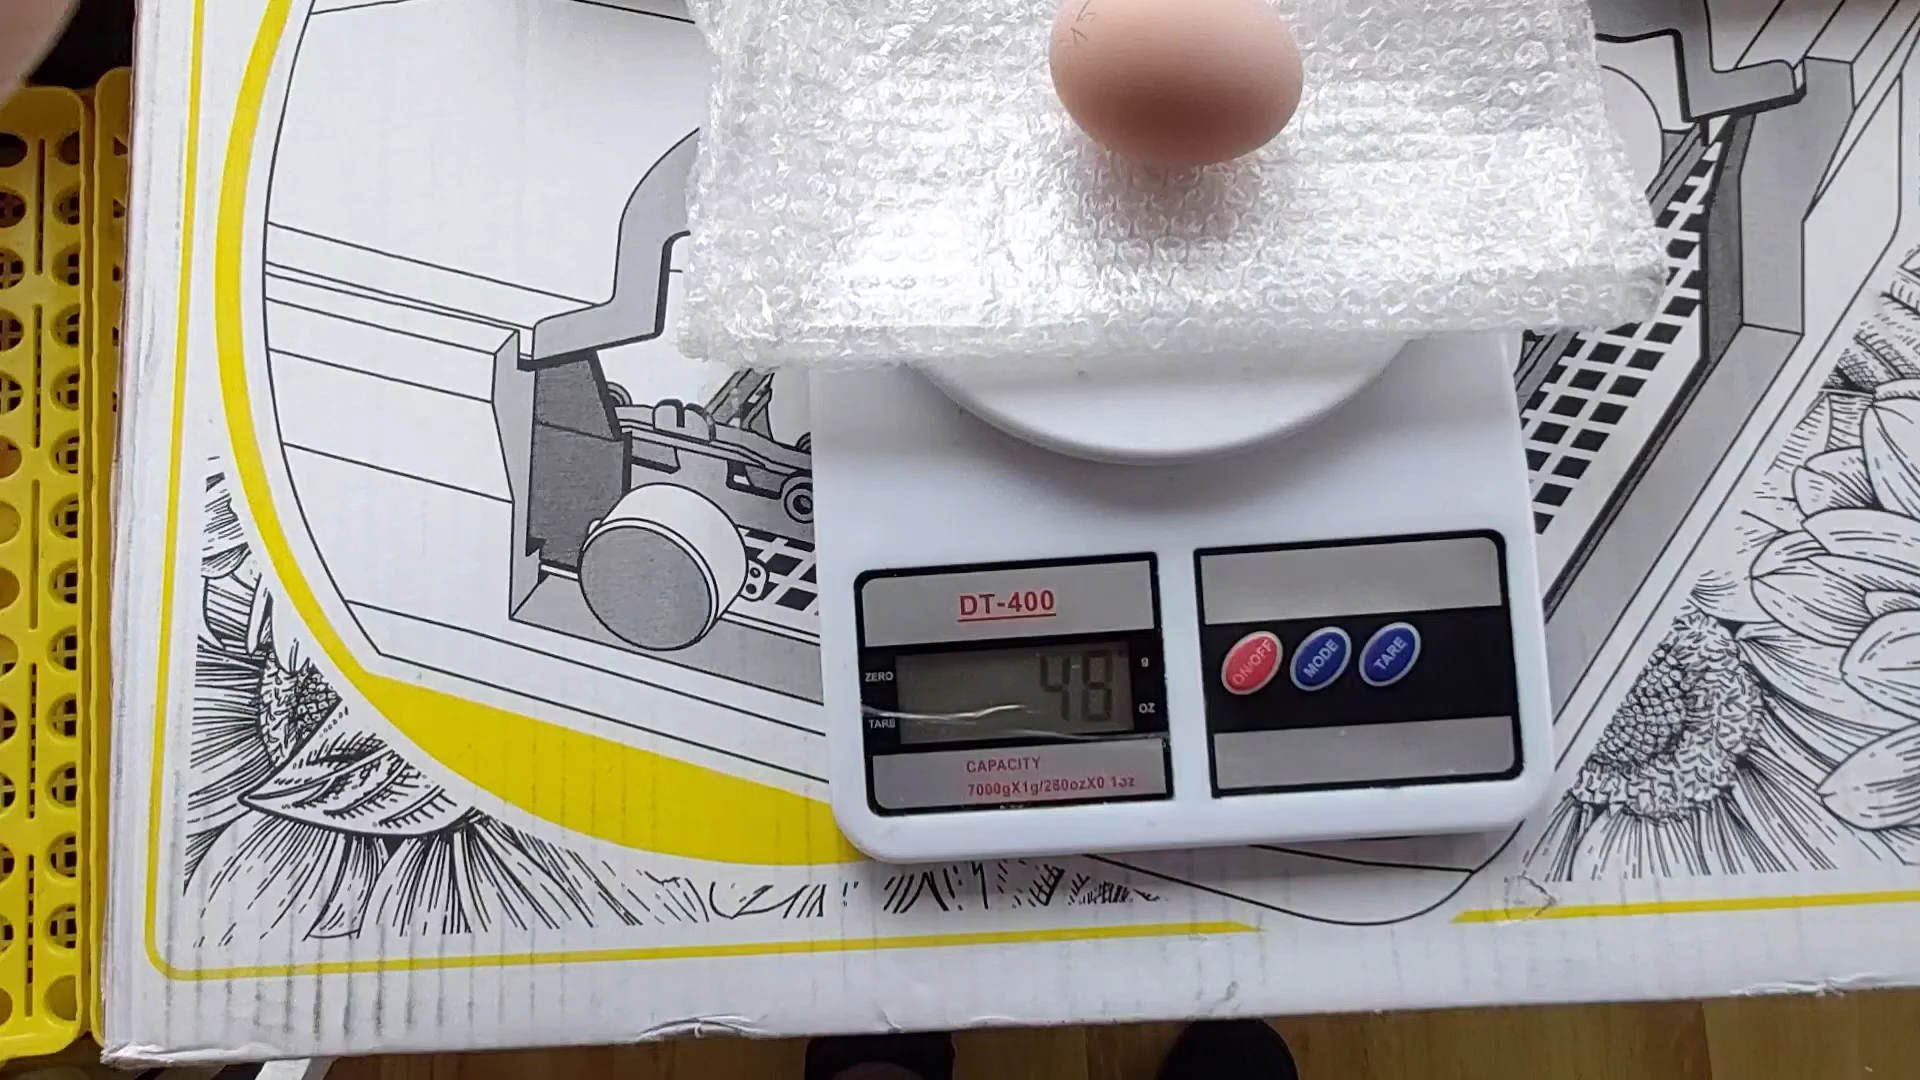 DT-400
ZERO
TARE
48
g
OZ
CAPACITY
7000gX1g/280ozX0.1oz
ON/OFF
MODE
TARE